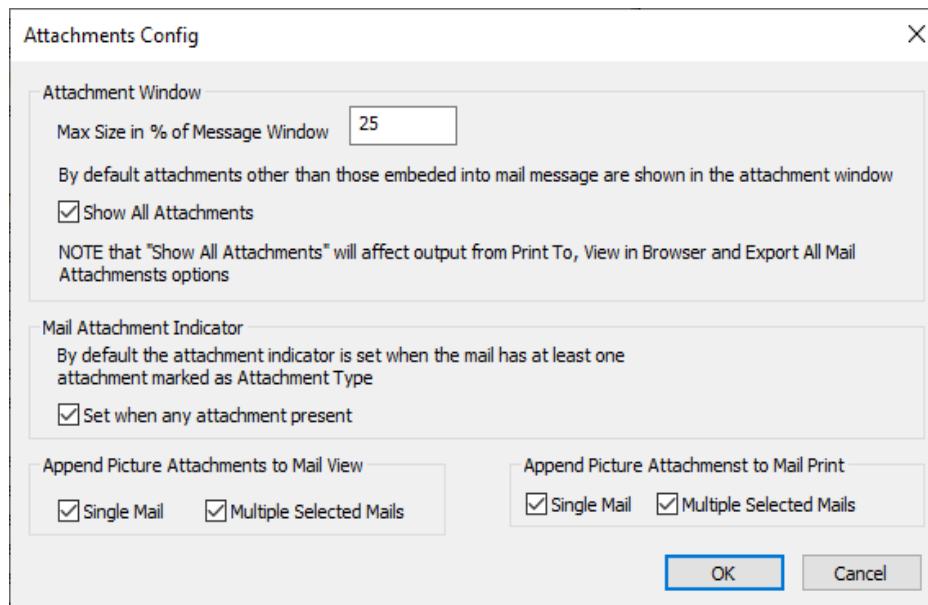 Attachments Config
Attachment Window
Max Size in % of Message Window 25
By default attachments other than those embeded into mail message are shown in the attachment window
Show All Attachments
NOTE that "Show All Attachments" will affect output from Print To, View in Browser and Export All Mail
Attachmensts options
Mail Attachment Indicator
By default the attachment indicator is set when the mail has at least one
attachment marked as Attachment Type
Set when any attachment present
Append Picture Attachments to Mail View
Single Mail Multiple Selected Mails
Append Picture Attachmenst to Mail Print
Single Mail Multiple Selected Mails
OK Cancel